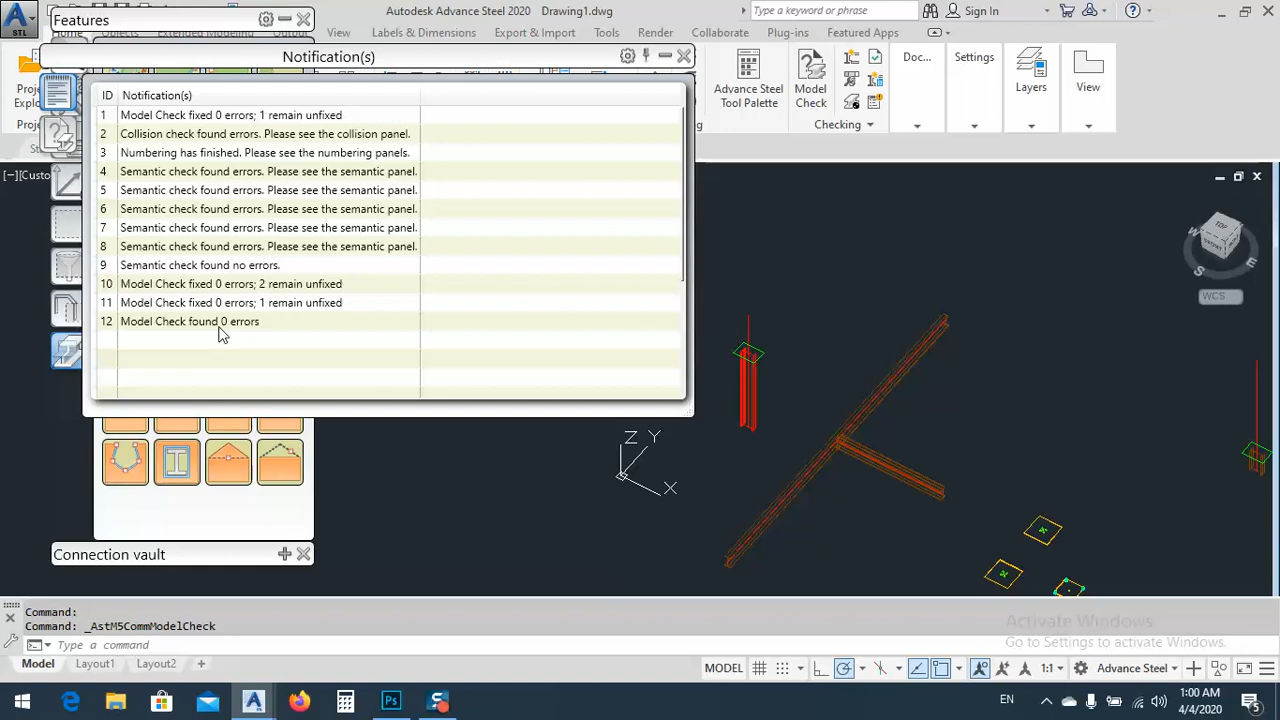 Features
Autodesk Advance Steel 2020 Drawing1.dwg
Type a keyword or phrase
Sign In
STL
Home
Objects
Extended Modeling
Output
View
Labels & Dimensions
Export & Import
Tools
Render
Collaborate
Plug-ins
Featured Apps
Notification(s)
ID Notification(s)
1 Model Check fixed 0 errors; 1 remain unfixed
2 Collision check found errors. Please see the collision panel.
3 Numbering has finished. Please see the numbering panels.
4 Semantic check found errors. Please see the semantic panel.
5 Semantic check found errors. Please see the semantic panel.
6 Semantic check found errors. Please see the semantic panel.
7 Semantic check found errors. Please see the semantic panel.
8 Semantic check found errors. Please see the semantic panel.
9 Semantic check found no errors.
10 Model Check fixed 0 errors; 2 remain unfixed
11 Model Check fixed 0 errors; 1 remain unfixed
12 Model Check found 0 errors
Advance Steel
Tool Palette
Model
Check
Doc...
Settings
Layers
View
Checking
[−][Custo
TOP
S
E
WCS
Z
Y
X
Connection vault
Command:
Command: _AstM5CommModelCheck
Type a command
Activate Windows
Go to Settings to activate Windows.
Model
Layout1
Layout2
+
MODEL
1:1
Advance Steel
A
Ps
S
EN
1:00 AM
4/4/2020
5